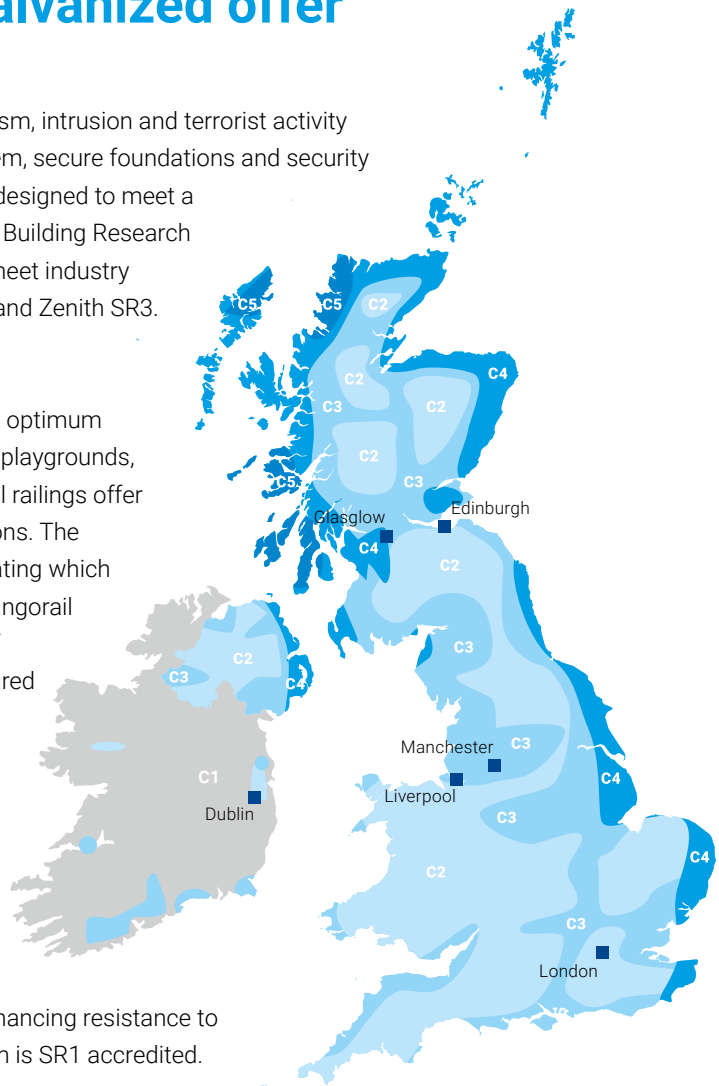 alvanized offer
sm, intrusion and terrorist activity
em, secure foundations and security
designed to meet a
Building Research
neet industry
and Zenith SR3.
optimum
playgrounds,
l railings offer
ons. The
ating which
angorail
ired
nancing resistance to
n is SR1 accredited.
C5
C5
C2
C2
C4
C3
C2
C2
C3
C5
Edinburgh
Glasgow
C4
C2
C3
C2
C3
C4
C3
Manchester
C1
C4
Liverpool
Dublin
C3
C4
C2
C3
London